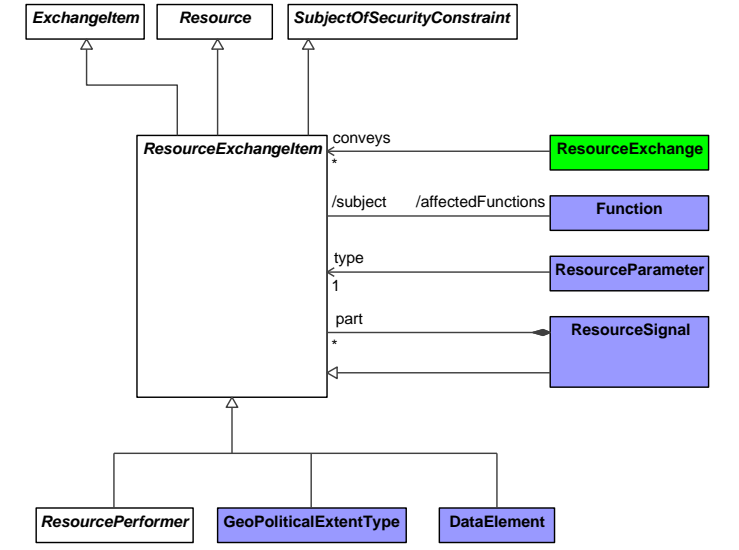 ExchangeItem
Resource
SubjectOfSecurityConstraint
ResourceExchangeItem
conveys
*
ResourceExchange
/subject
/affectedFunctions
Function
type
1
ResourceParameter
part
*
ResourceSignal
ResourcePerformer
GeoPoliticalExtentType
DataElement